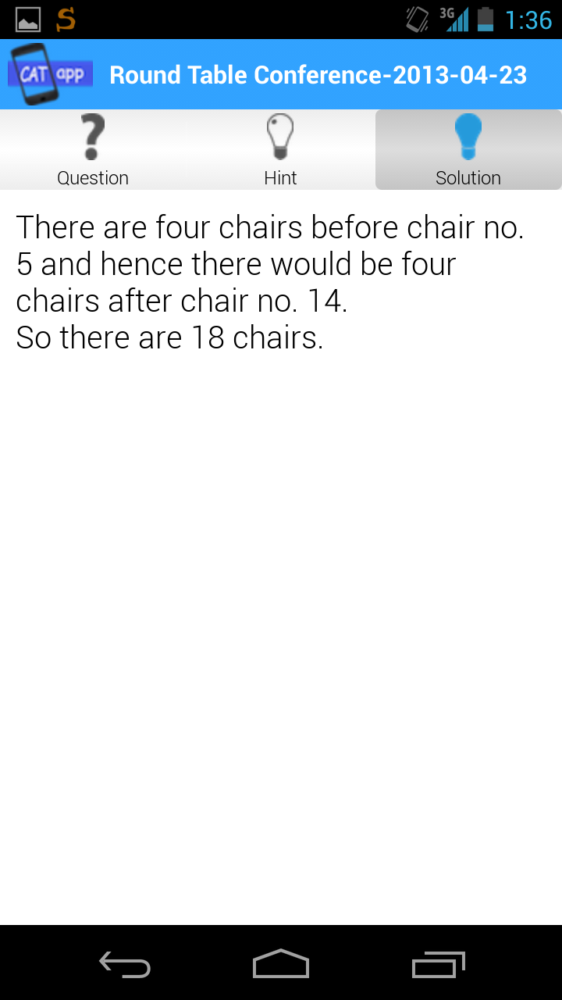 3G 1:36
CAT app Round Table Conference-2013-04-23
Question Hint Solution
There are four chairs before chair no.
5 and hence there would be four
chairs after chair no. 14.
So there are 18 chairs.